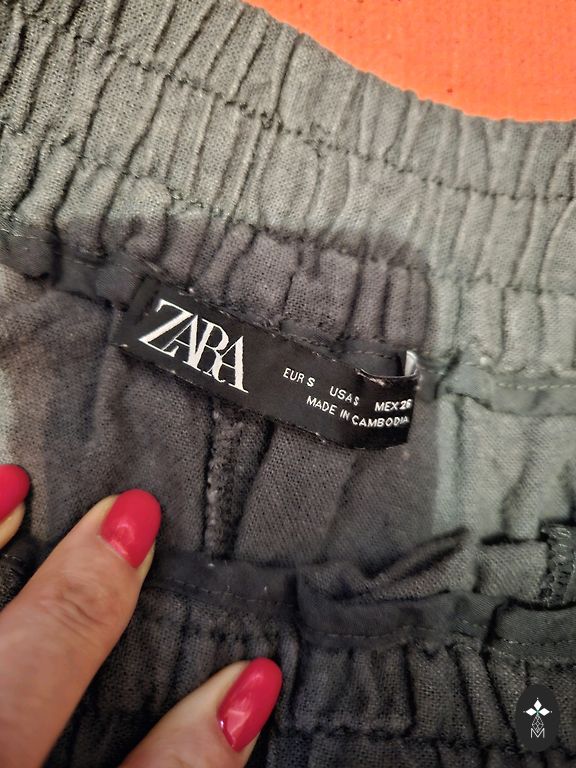 ZARA
EUR S USA S MEX 26
MADE IN CAMBODIA
M